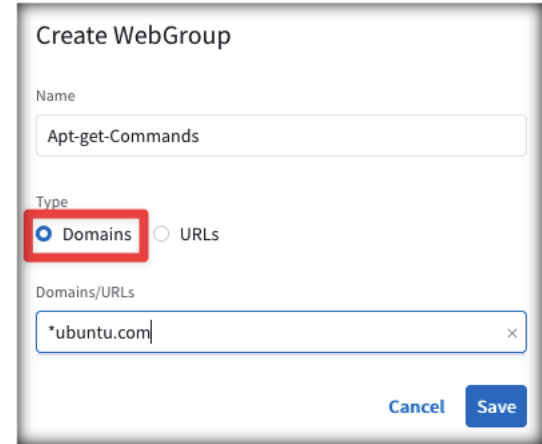 Create WebGroup
Name
Apt-get-Commands
Type
Domains URLs
Domains/URLs
*ubuntu.com ×
Cancel Save